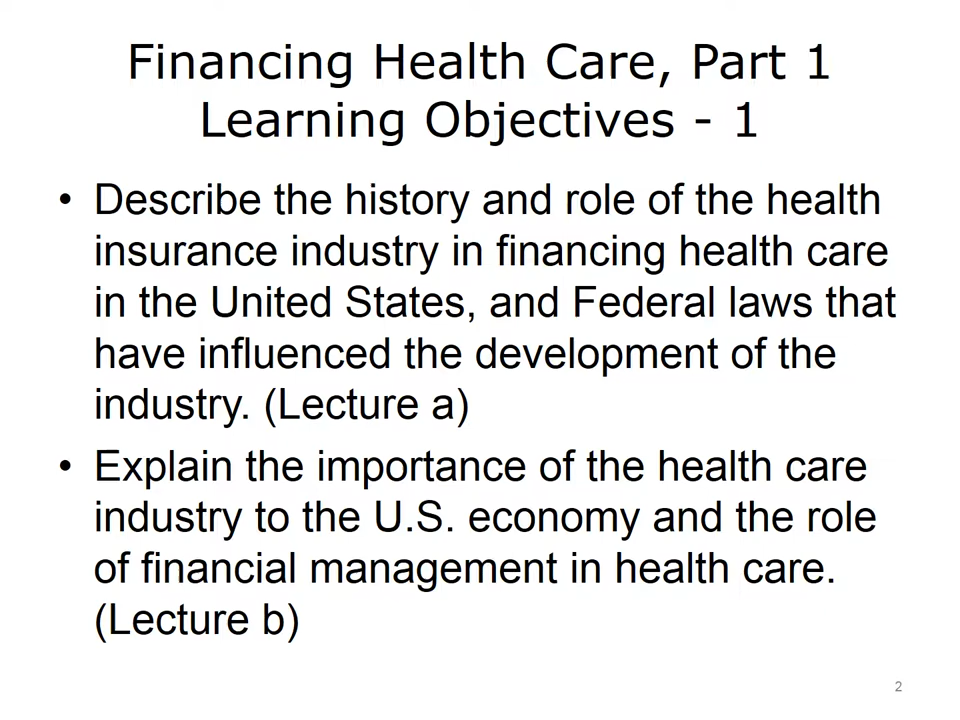 Financing Health Care, Part 1
Learning Objectives - 1
• Describe the history and role of the health
insurance industry in financing health care
in the United States, and Federal laws that
have influenced the development of the
industry. (Lecture a)
• Explain the importance of the health care
industry to the U.S. economy and the role
of financial management in health care.
(Lecture b)
2